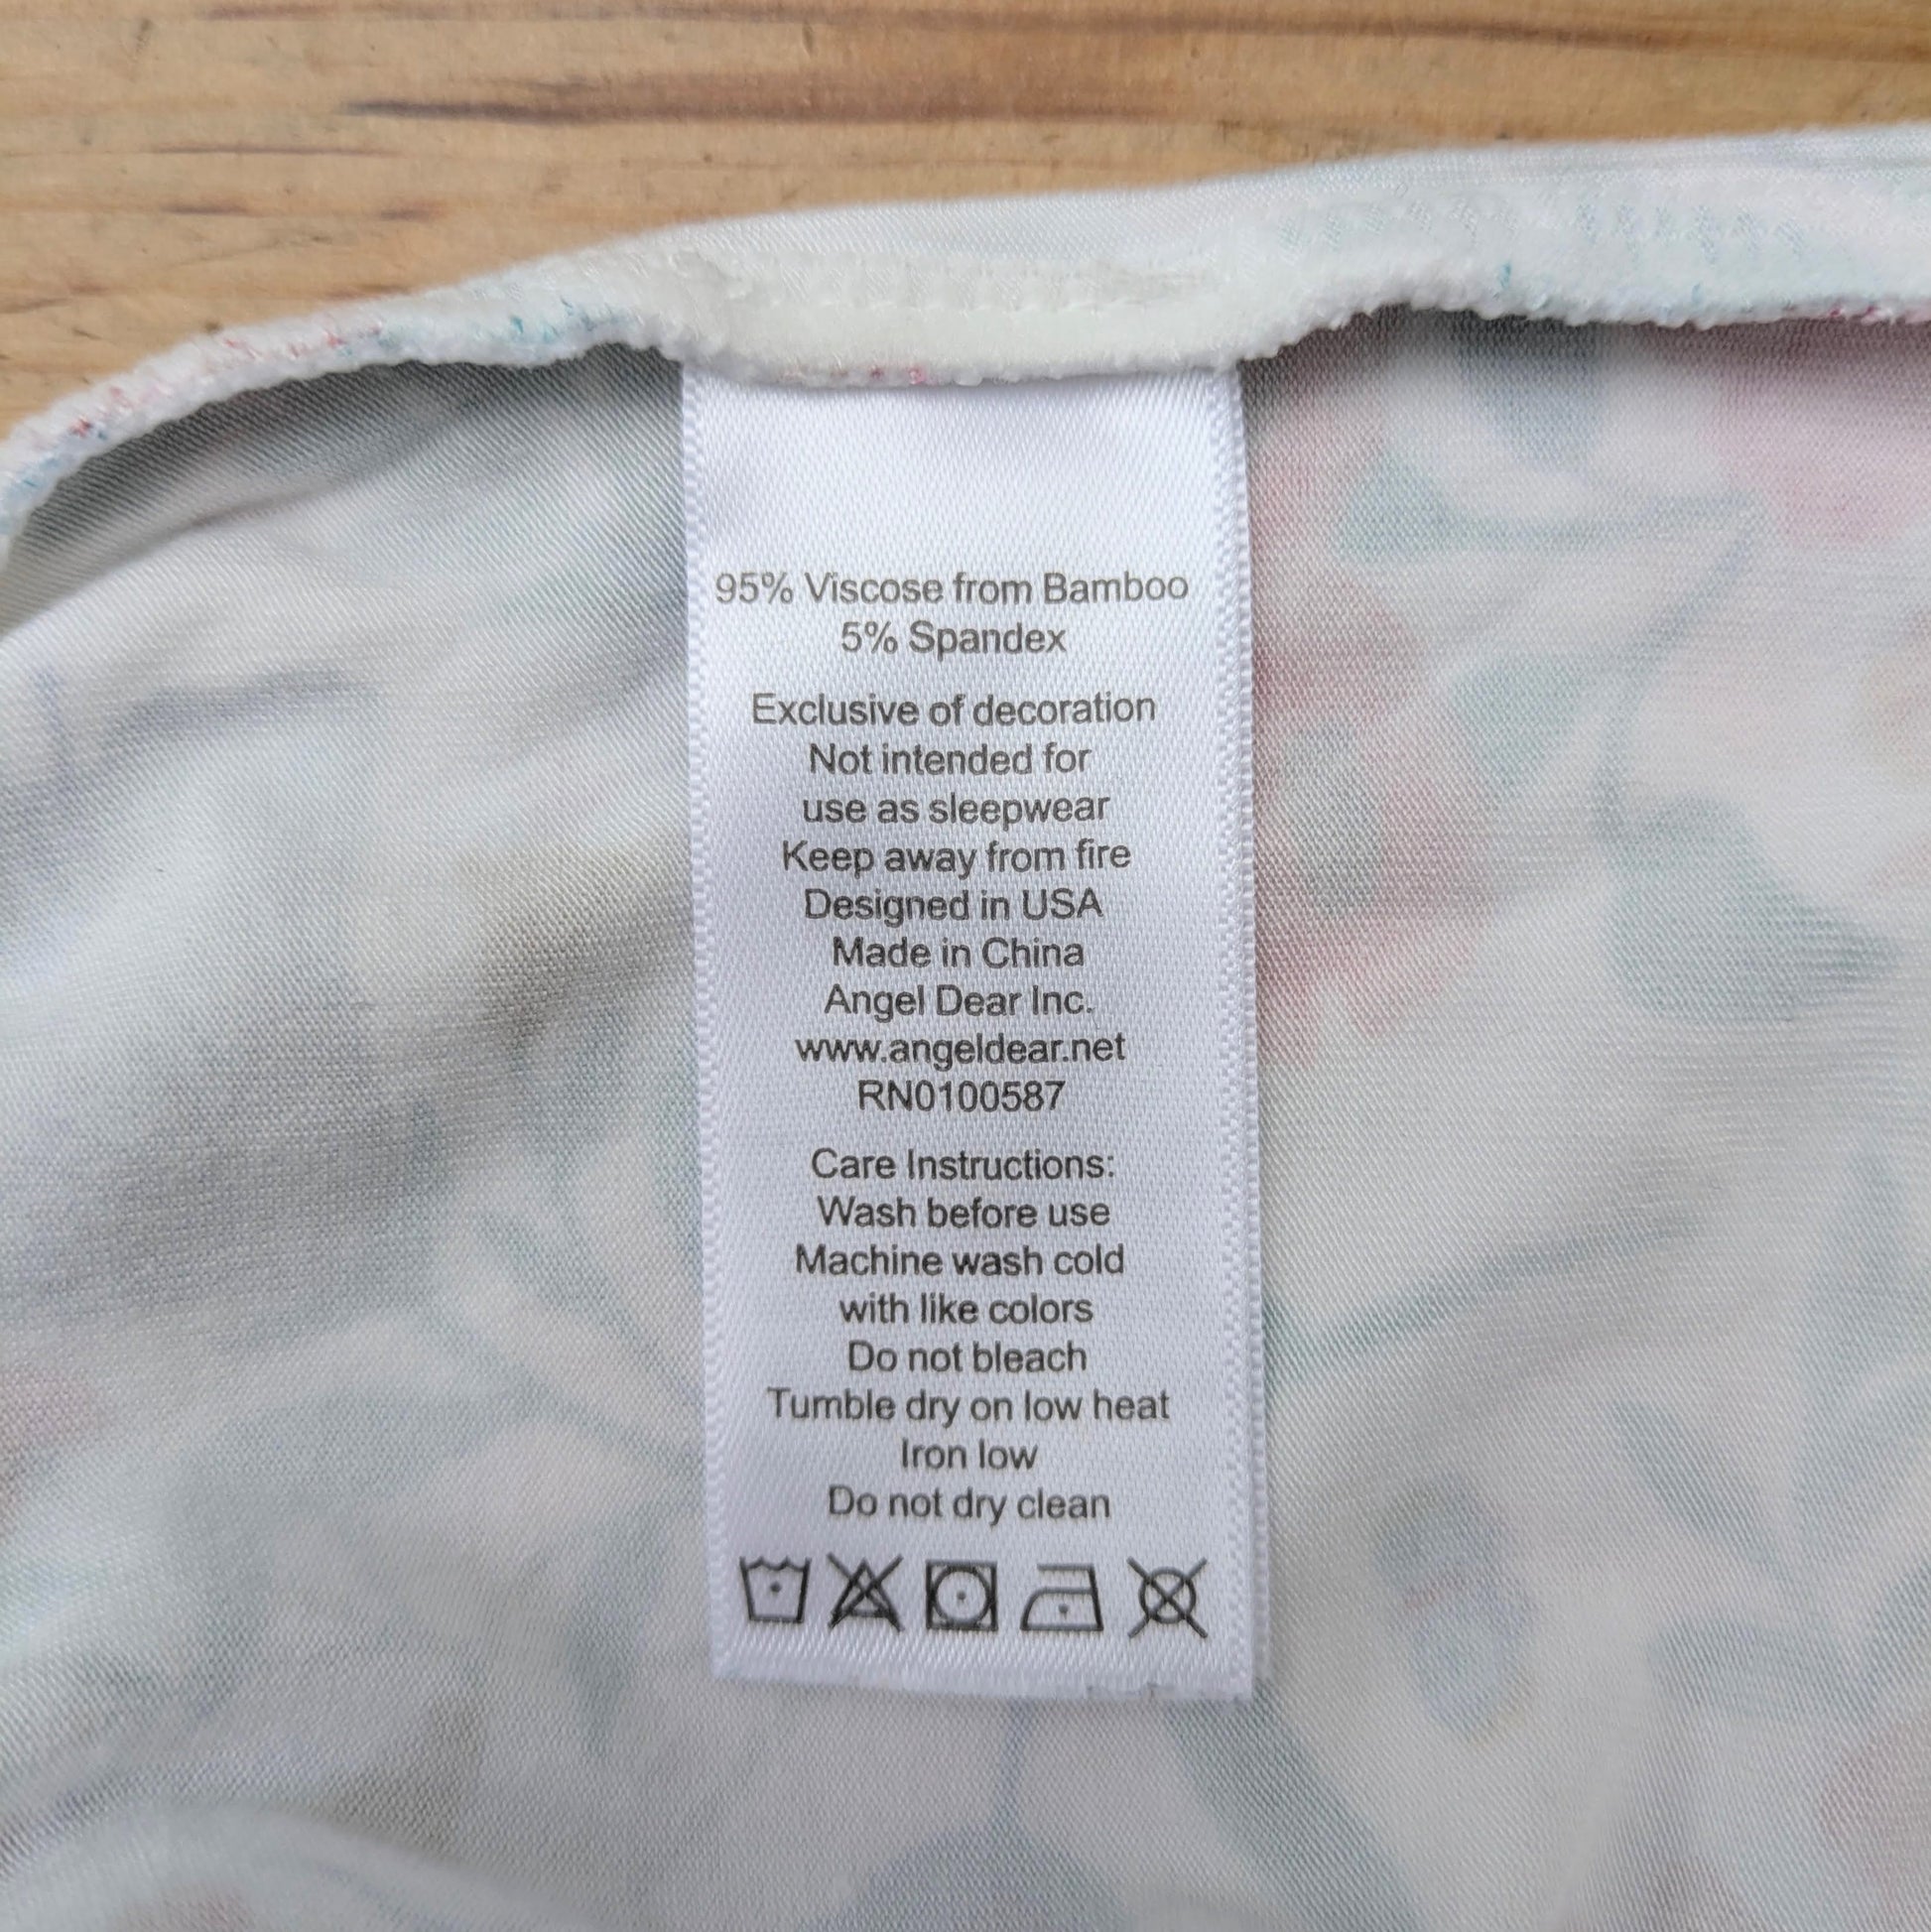 95% Viscose from Bamboo
5% Spandex
Exclusive of decoration
Not intended for
use as sleepwear
Keep away from fire
Designed in USA
Made in China
Angel Dear Inc.
www.angeldear.net
RN0100587
Care Instructions:
Wash before use
Machine wash cold
with like colors
Do not bleach
Tumble dry on low heat
Iron low
Do not dry clean